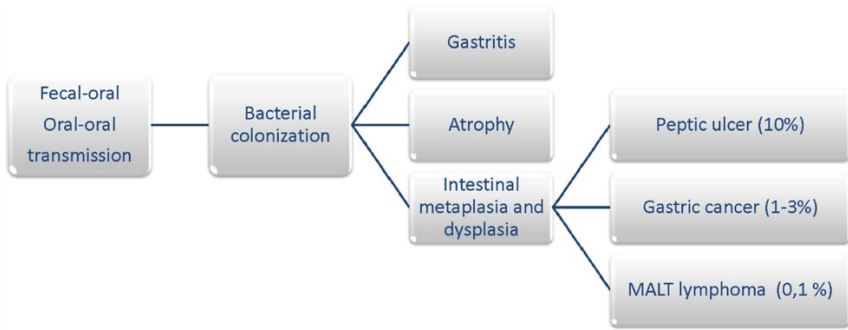 Fecal-oral
Oral-oral
transmission
Bacterial
colonization
Gastritis
Atrophy
Intestinal
metaplasia and
dysplasia
Peptic ulcer (10%)
Gastric cancer (1-3%)
MALT lymphoma (0,1 %)